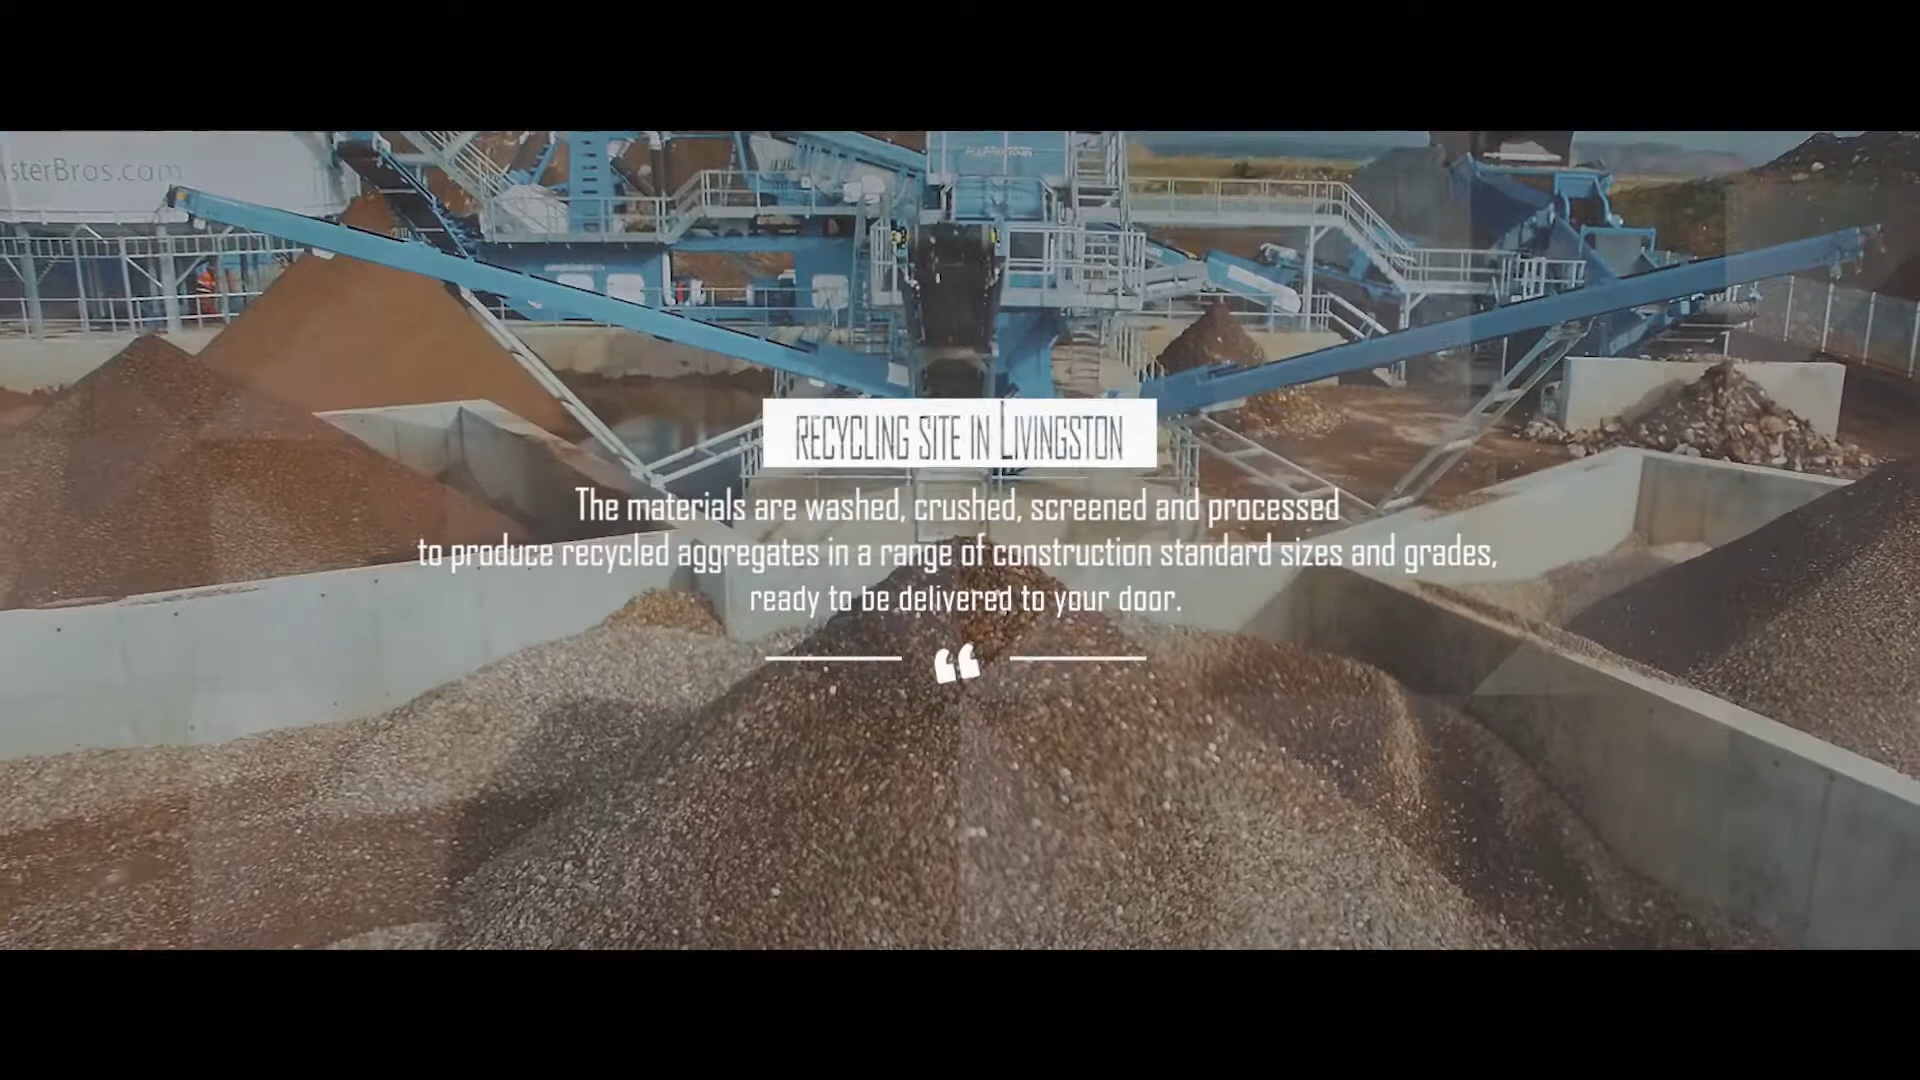 sterBros.com
RECYCLING SITE IN LIVINGSTON
The materials are washed, crushed, screened and processed
to produce recycled aggregates in a range of construction standard sizes and grades,
ready to be delivered to your door.
“